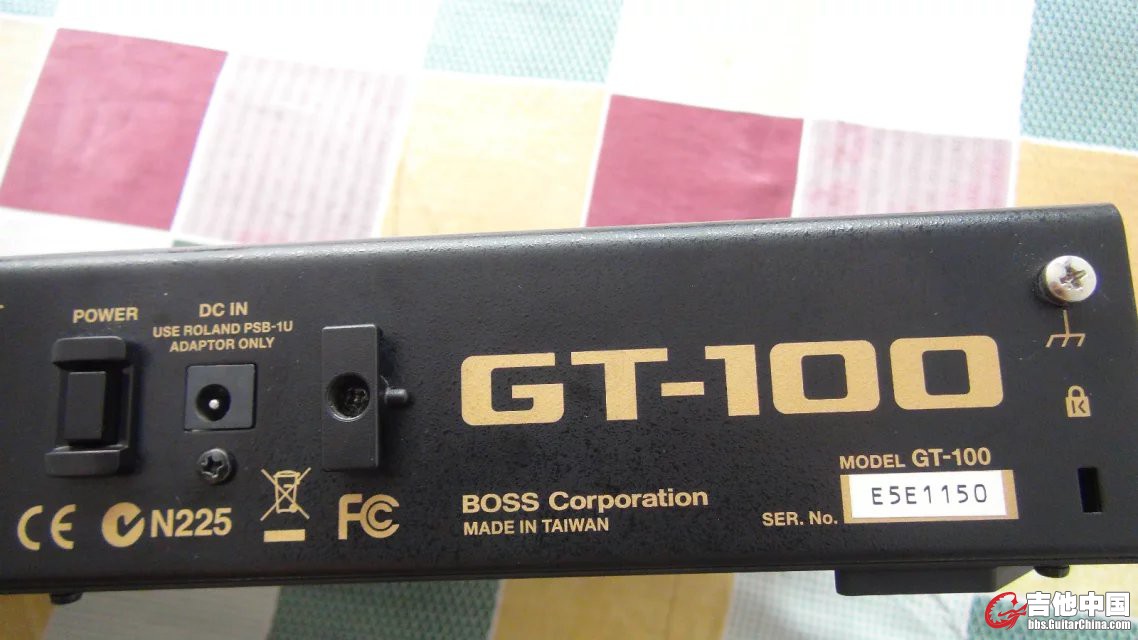 POWER
DC IN
USE ROLAND PSB-1U
ADAPTOR ONLY
GT-100
MODEL GT-100
SER. No. E5E1150
BOSS Corporation
MADE IN TAIWAN
CE
N225
FC
K
吉他中国
bbs.GuitarChina.com